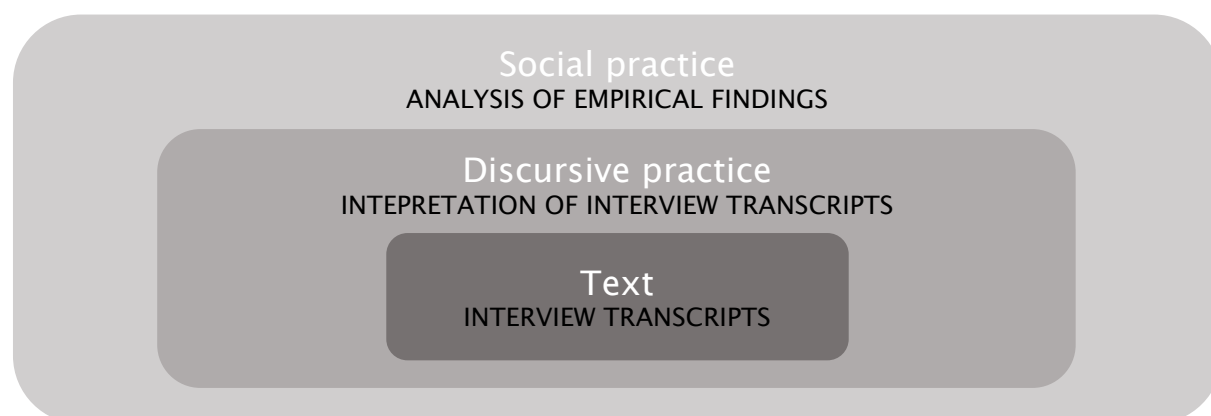 Social practice
ANALYSIS OF EMPIRICAL FINDINGS
Discursive practice
INTEPRETATION OF INTERVIEW TRANSCRIPTS
Text
INTERVIEW TRANSCRIPTS